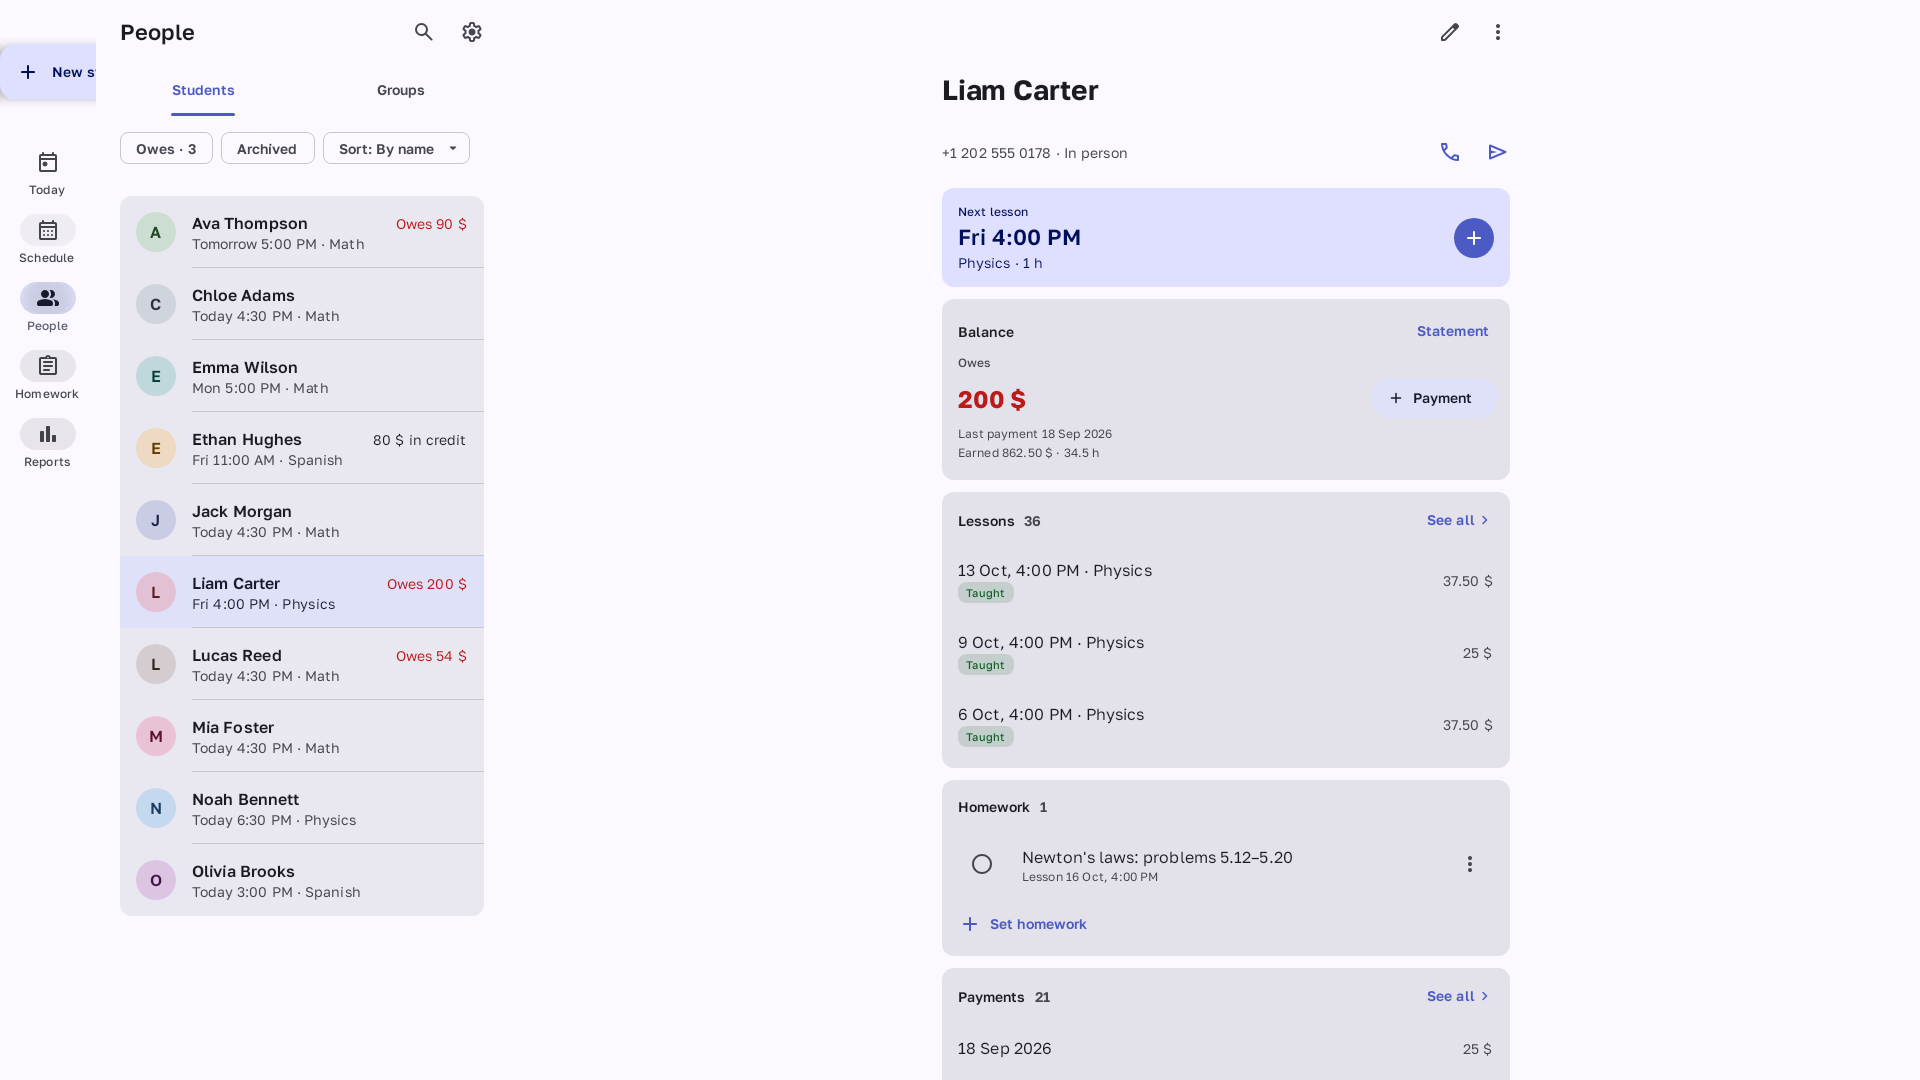 New s
Today
Schedule
People
Homework
Reports
People
Students
Groups
Owes · 3
Archived
Sort: By name
A
Ava Thompson
Owes 90 $
Tomorrow 5:00 PM · Math
C
Chloe Adams
Today 4:30 PM · Math
E
Emma Wilson
Mon 5:00 PM · Math
E
Ethan Hughes
80 $ in credit
Fri 11:00 AM · Spanish
J
Jack Morgan
Today 4:30 PM · Math
L
Liam Carter
Owes 200 $
Fri 4:00 PM · Physics
L
Lucas Reed
Owes 54 $
Today 4:30 PM · Math
M
Mia Foster
Today 4:30 PM · Math
N
Noah Bennett
Today 6:30 PM · Physics
O
Olivia Brooks
Today 3:00 PM · Spanish
Liam Carter
+1 202 555 0178 · In person
Next lesson
Fri 4:00 PM
Physics · 1 h
Balance
Statement
Owes
200 $
Payment
Last payment 18 Sep 2026
Earned 862.50 $ · 34.5 h
Lessons 36
See all
13 Oct, 4:00 PM · Physics
Taught
37.50 $
9 Oct, 4:00 PM · Physics
Taught
25 $
6 Oct, 4:00 PM · Physics
Taught
37.50 $
Homework 1
Newton's laws: problems 5.12–5.20
Lesson 16 Oct, 4:00 PM
Set homework
Payments 21
See all
18 Sep 2026
25 $